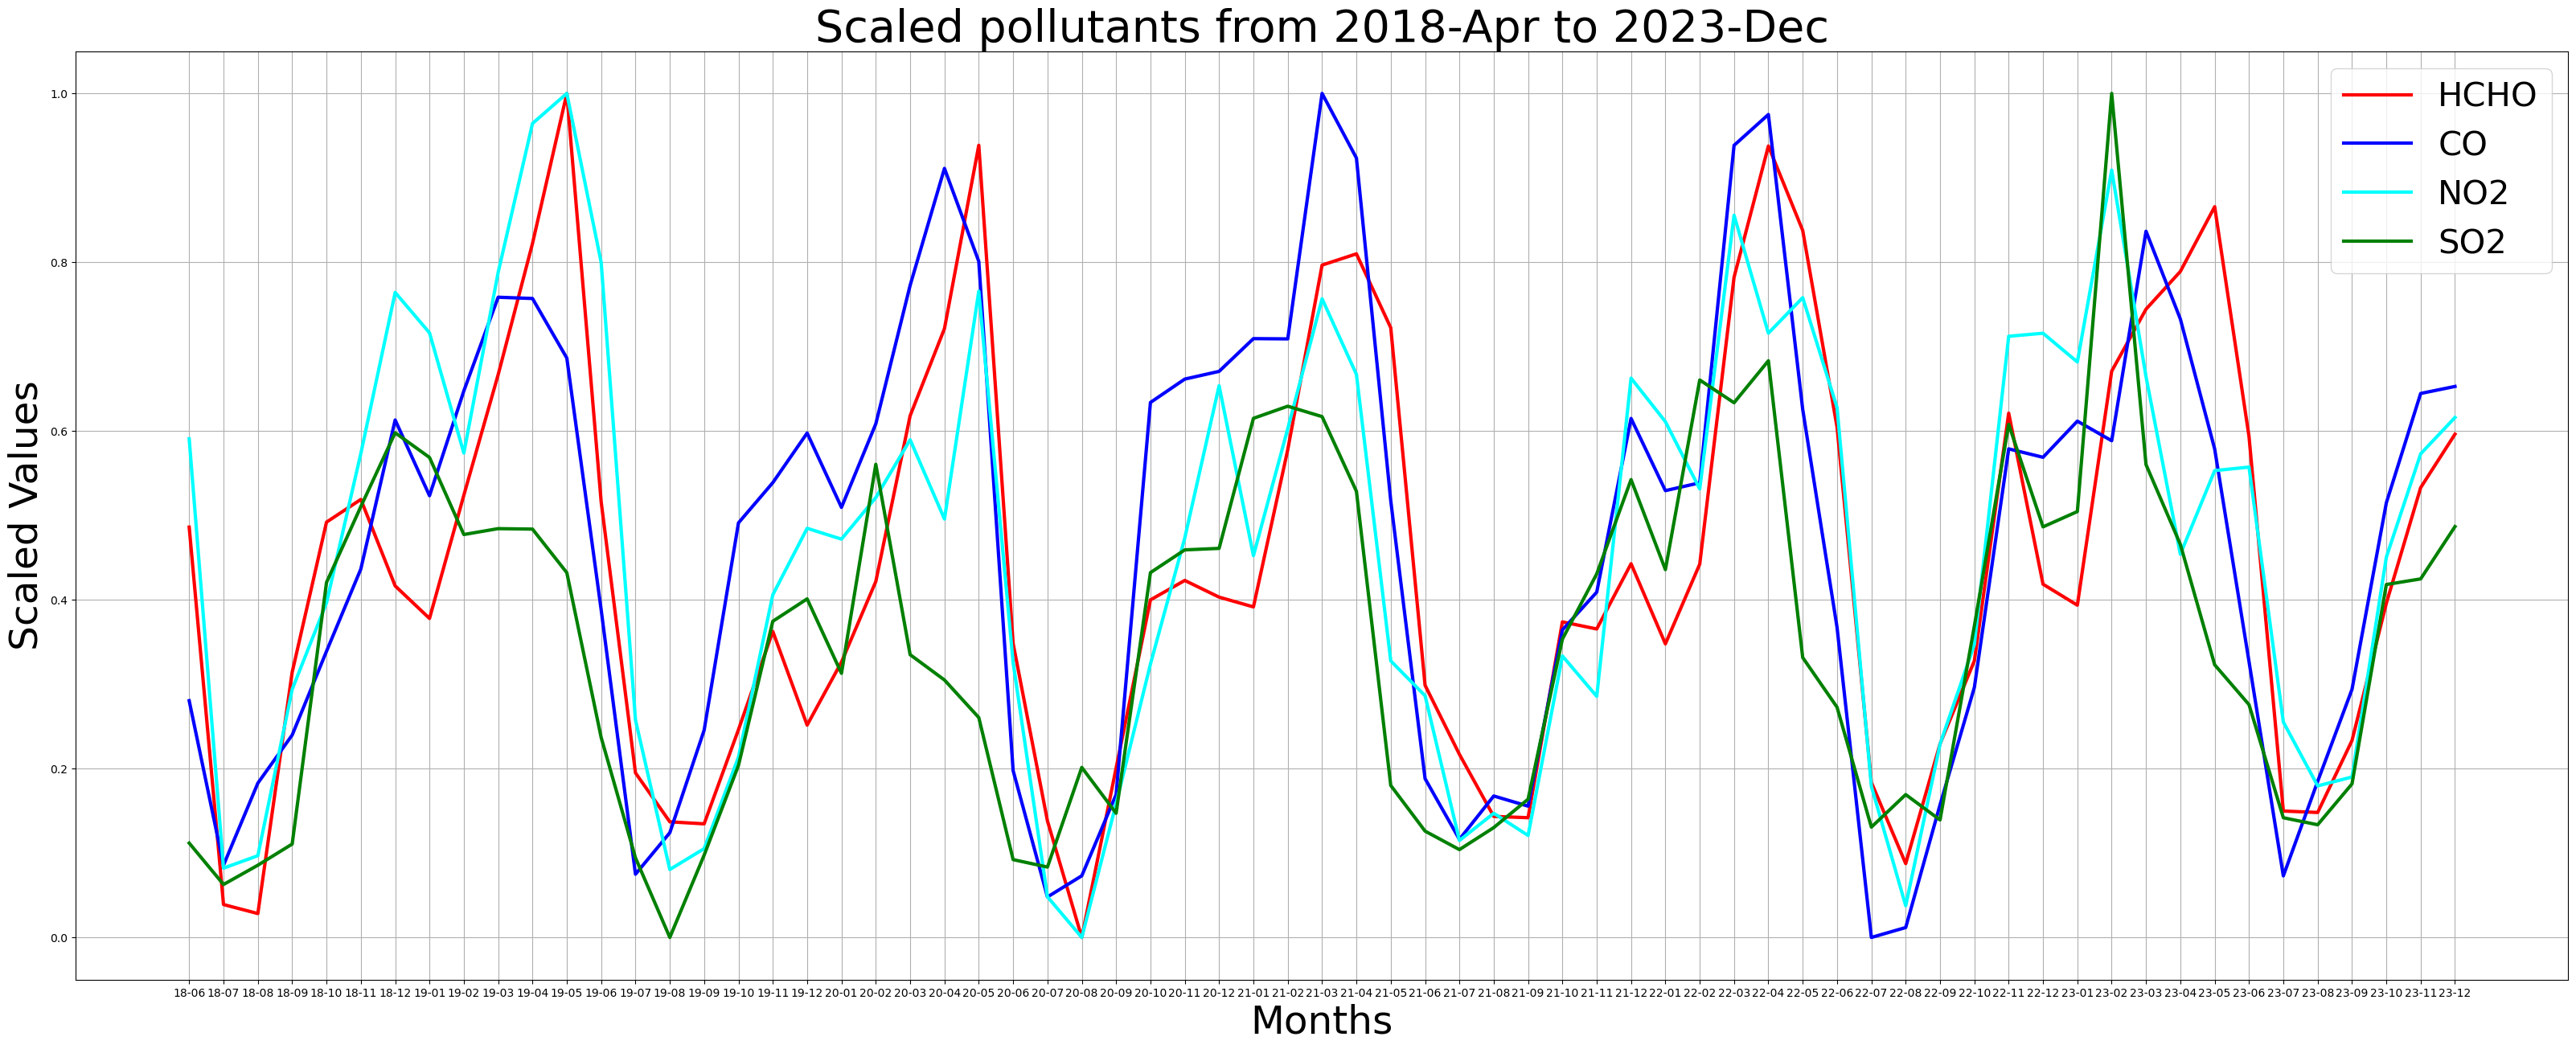 Scaled pollutants from 2018-Apr to 2023-Dec
HCHO
CO
NO2
SO2
Scaled Values
1.0
0.8
0.6
0.4
0.2
0.0
18-06 18-07 18-08 18-09 18-10 18-11 18-12 19-01 19-02 19-03 19-04 19-05 19-06 19-07 19-08 19-09 19-10 19-11 19-12 20-01 20-02 20-03 20-04 20-05 20-06 20-07 20-08 20-09 20-10 20-11 20-12 21-01 21-02 21-03 21-04 21-05 21-06 21-07 21-08 21-09 21-10 21-11 21-12 22-01 22-02 22-03 22-04 22-05 22-06 22-07 22-08 22-09 22-10 22-11 22-12 23-01 23-02 23-03 23-04 23-05 23-06 23-07 23-08 23-09 23-10 23-11 23-12
Months